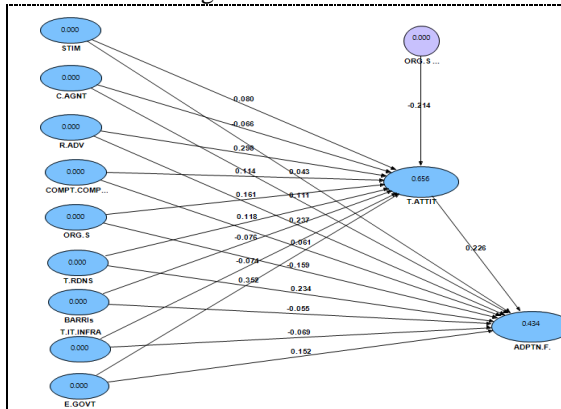 0.000
STIM
0.000
ORG.S ...
0.000
C.AGNT
0.000
R.ADV
0.000
COMPT.COMP...
0.000
ORG.S
0.000
T.RDNS
0.000
BARRIs
T.IT.INFRA
0.000
0.000
E.GOVT
0.656
T.ATTIT
0.434
ADPTN.F.
-0.214
0.226
0.080
-0.066
0.298
0.114
0.043
0.161
0.111
0.118
0.237
-0.076
0.061
-0.074
-0.159
0.352
0.234
-0.055
-0.069
0.152